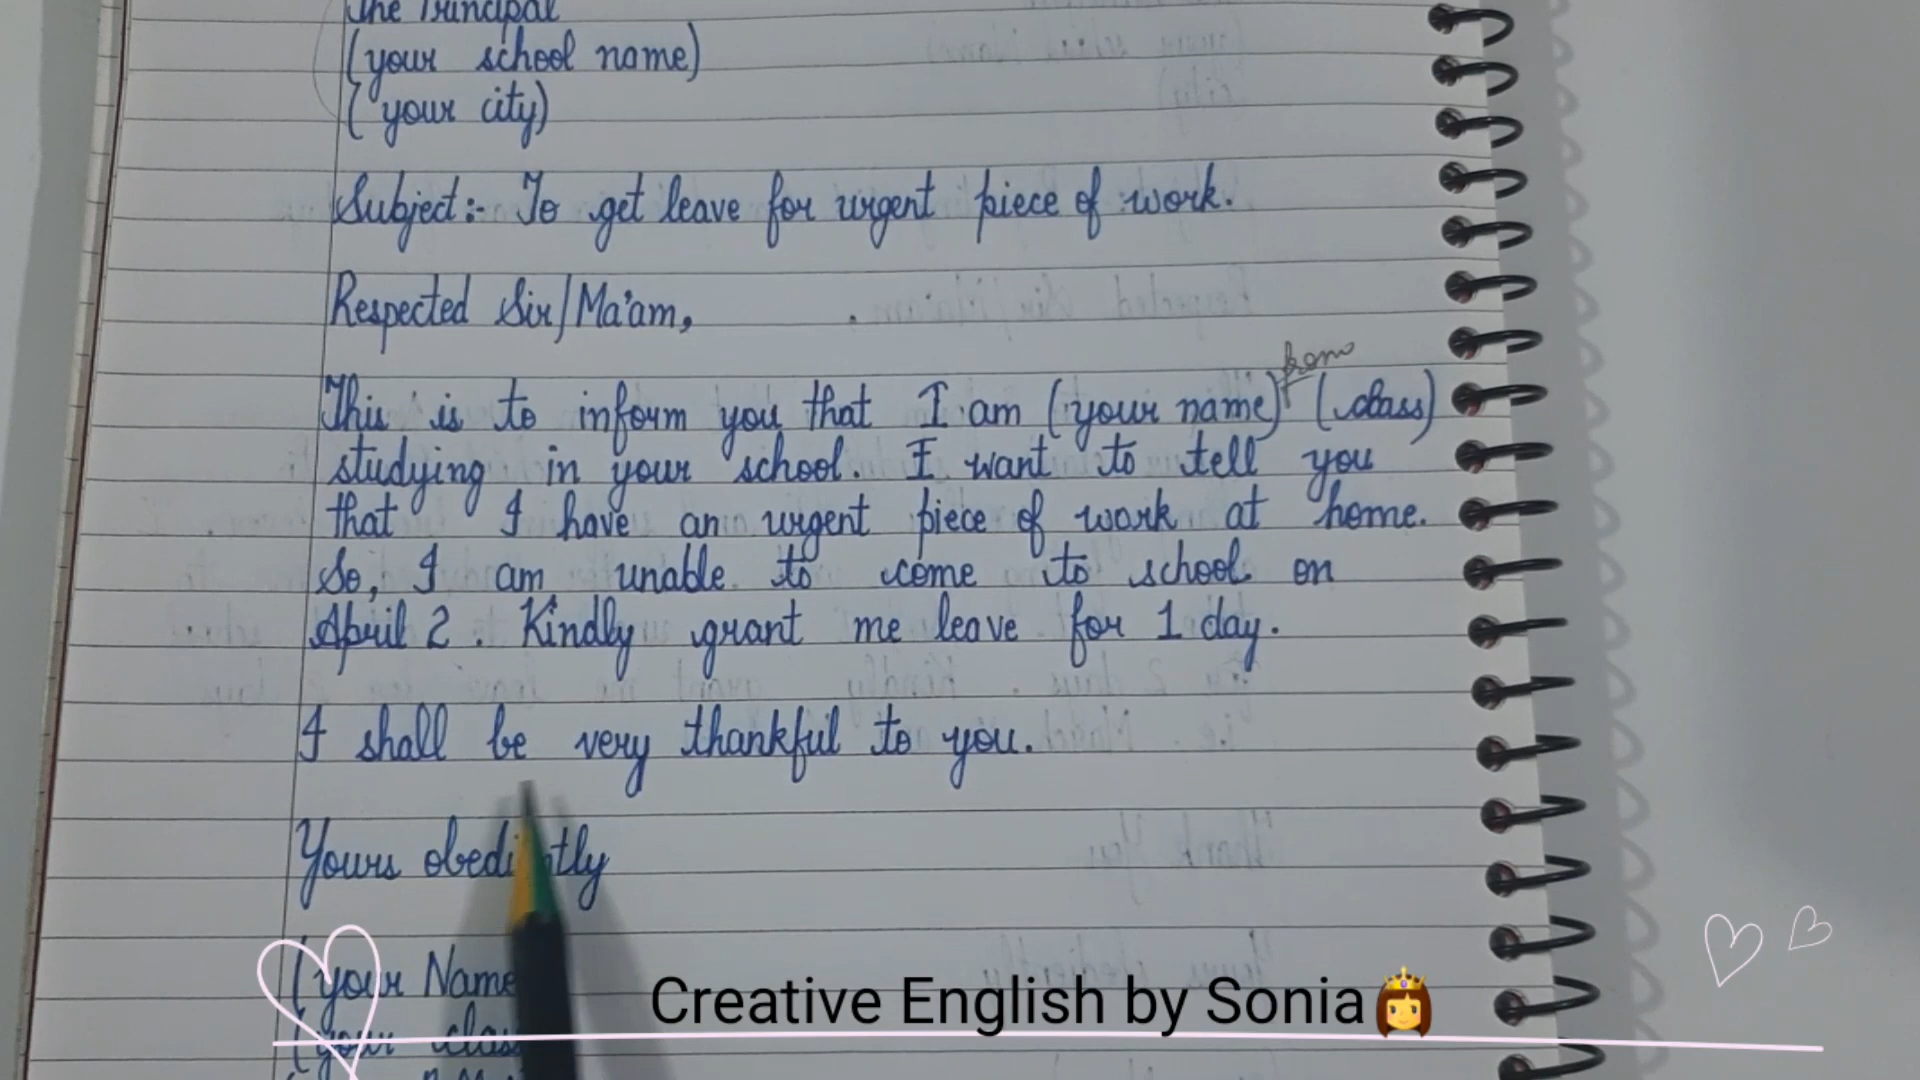 The Principal
(your school name)
(your city)
Subject:- To get leave for urgent piece of work.
Respected Sir/Ma'am,
from
This is to inform you that I am (your name) (class)
studying in your school. I want to tell you
that I have an urgent piece of work at home.
So, I am unable to come to school on
April 2. Kindly grant me leave for 1 day.
I shall be very thankful to you.
Yours obediently
(your Name
(your class
Creative English by Sonia